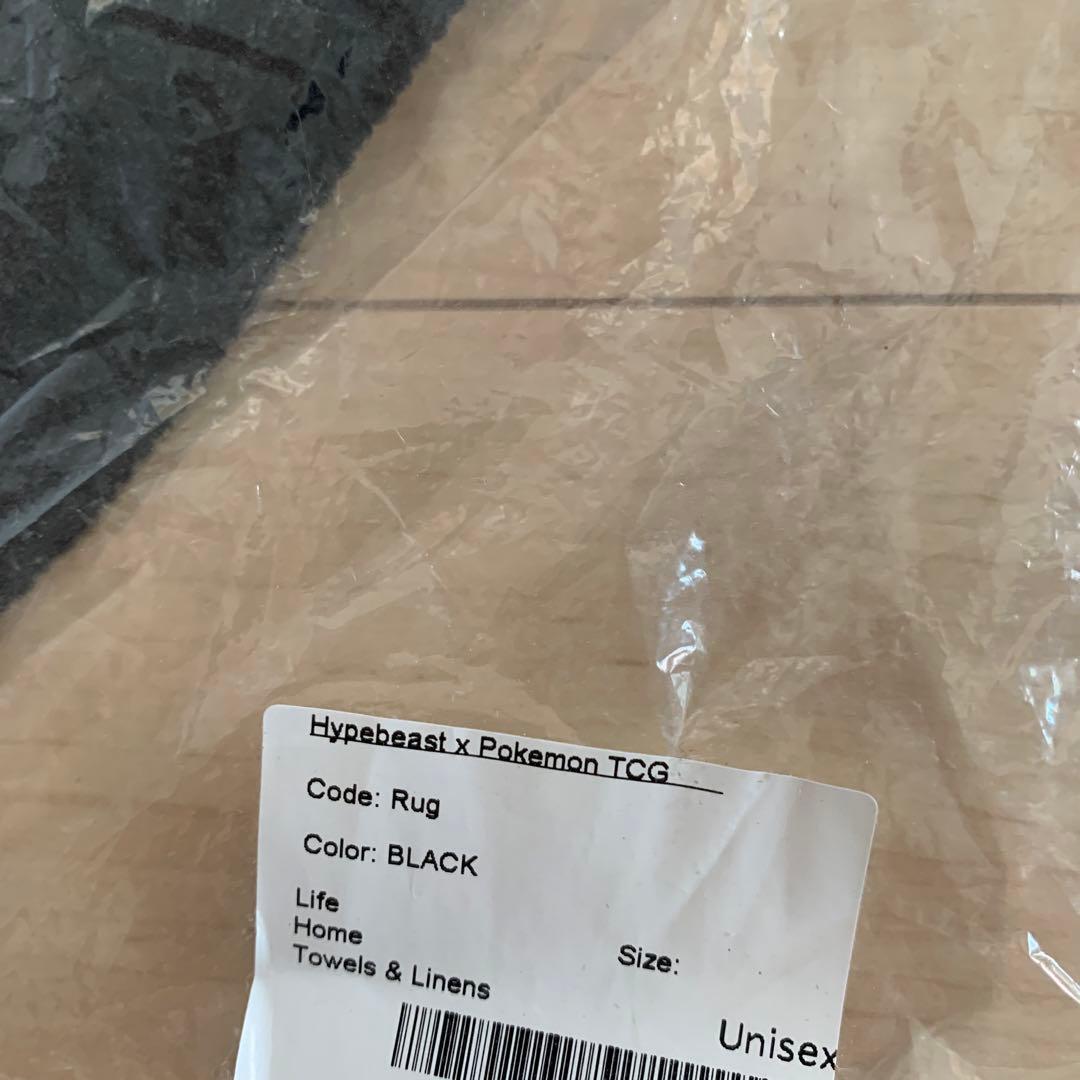 Hypebeast x Pokemon TCG
Code: Rug
Color: BLACK
Life
Home
Towels & Linens
Size:
Unisex